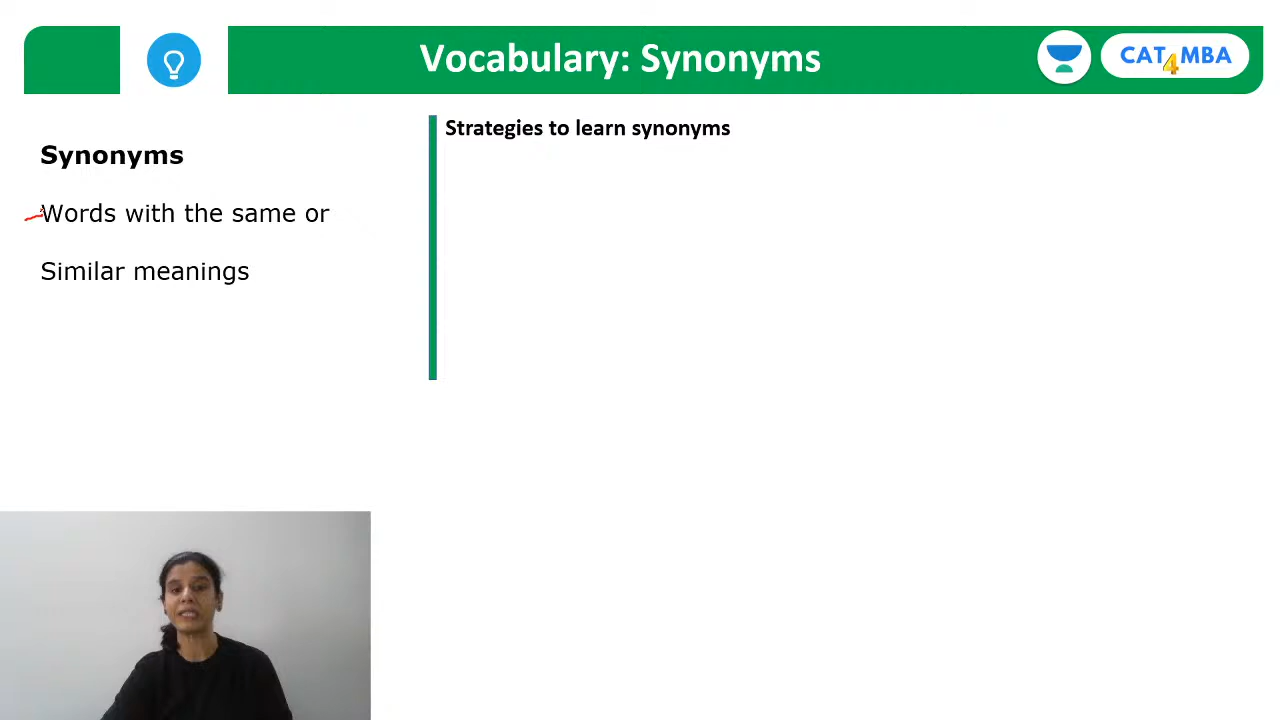 Vocabulary: Synonyms
CAT4MBA
Strategies to learn synonyms
Synonyms
Words with the same or
Similar meanings